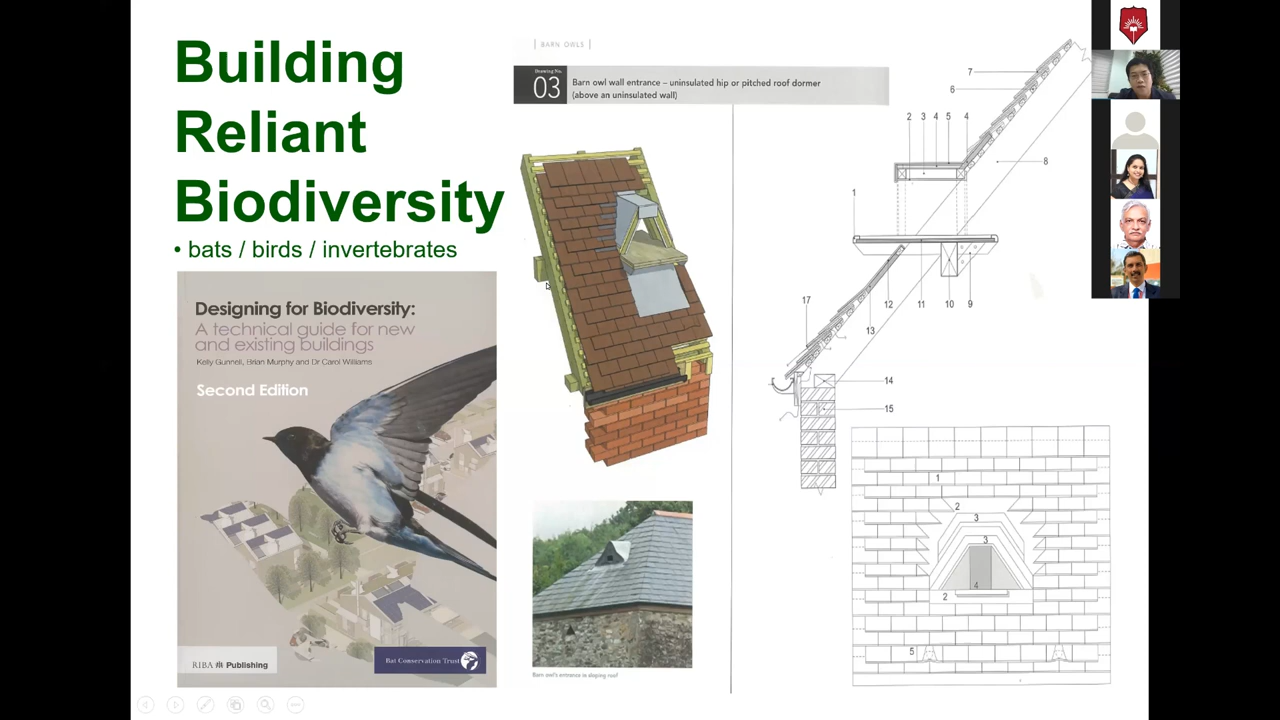 Building
Reliant
Biodiversity
• bats / birds / invertebrates
Designing for Biodiversity:
A technical guide for new
and existing buildings
Kelly Gunnell, Brian Murphy and Dr Carol Williams
Second Edition
RIBA Publishing
Bat Conservation Trust
| BARN OWLS |
Drawing No.
03
Barn owl wall entrance – uninsulated hip or pitched roof dormer
(above an uninsulated wall)
Barn owl's entrance in sloping roof
7
6
2 3 4 5 4
8
1
17
12 11 10 9
13
14
15
1
2
3
3
4
2
5